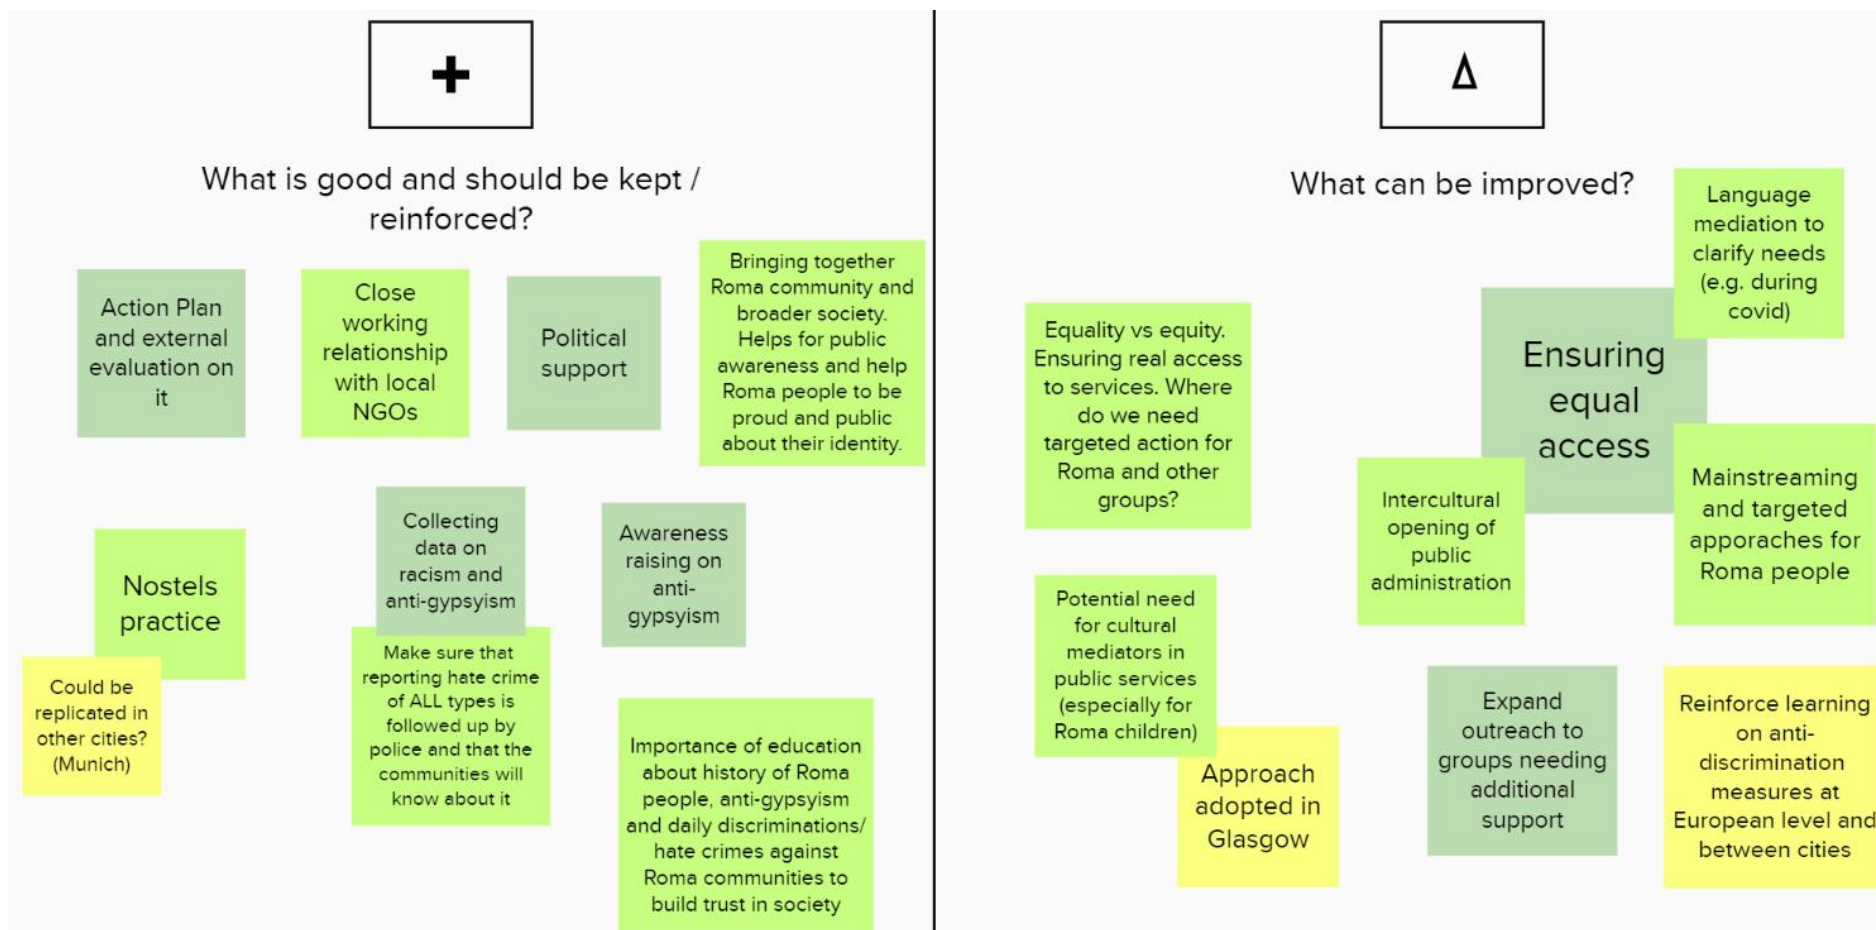 +
What is good and should be kept /
reinforced?
Action Plan
and external
evaluation on
it
Close
working
relationship
with local
NGOs
Political
support
Bringing together
Roma community and
broader society.
Helps for public
awareness and help
Roma people to be
proud and public
about their identity.
Nostels
practice
Could be
replicated in
other cities?
(Munich)
Collecting
data on
racism and
anti-gypsyism
Make sure that
reporting hate crime
of ALL types is
followed up by
police and that the
communities will
know about it
Awareness
raising on
anti-
gypsyism
Importance of education
about history of Roma
people, anti-gypsyism
and daily discriminations/
hate crimes against
Roma communities to
build trust in society
Δ
What can be improved?
Language
mediation to
clarify needs
(e.g. during
covid)
Equality vs equity.
Ensuring real access
to services. Where
do we need
targeted action for
Roma and other
groups?
Ensuring
equal
access
Intercultural
opening of
public
administration
Mainstreaming
and targeted
apporaches for
Roma people
Potential need
for cultural
mediators in
public services
(especially for
Roma children)
Approach
adopted in
Glasgow
Expand
outreach to
groups needing
additional
support
Reinforce learning
on anti-
discrimination
measures at
European level and
between cities